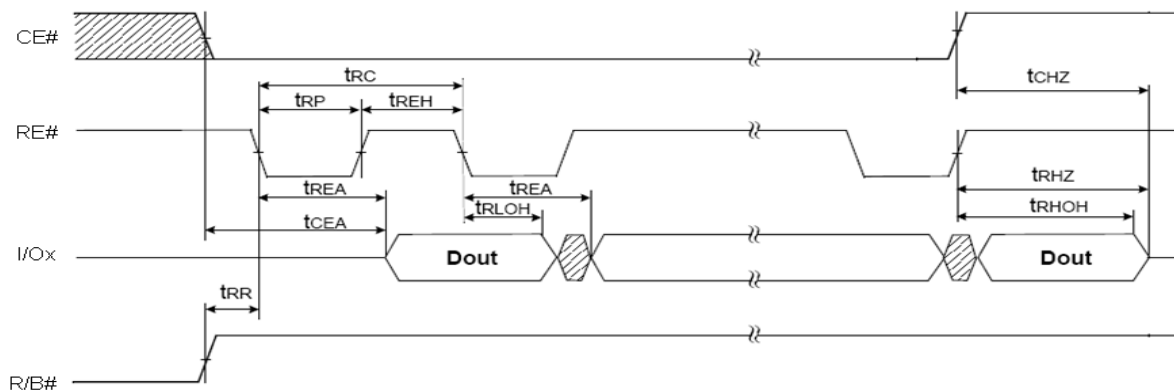 CE#
tRC
tCHZ
tRP
tREH
RE#
tREA
tREA
tRHZ
tRLOH
tRHOH
tCEA
I/Ox
Dout
Dout
tRR
R/B#